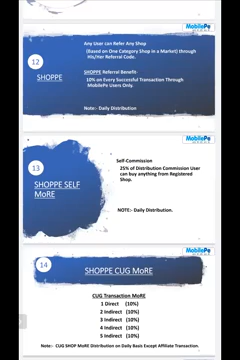 MobilePe
12
SHOPPE
Any User can Refer Any Shop
(Based on One Category Shop in a Market) through
His/Her Referral Code.
SHOPPE Referral Benefit-
10% on Every Successful Transaction Through
MobilePe Users Only.
Note:- Daily Distribution
MobilePe
13
SHOPPE SELF
MoRE
Self-Commission
25% of Distribution Commission User
can buy anything from Registered
Shop.
NOTE:- Daily Distribution.
MobilePe
14
SHOPPE CUG MoRE
CUG Transaction MoRE
1 Direct (10%)
2 Indirect (10%)
3 Indirect (10%)
4 Indirect (10%)
5 Indirect (10%)
Note:- CUG SHOP MoRE Distribution on Daily Basis Except Affiliate Transaction.